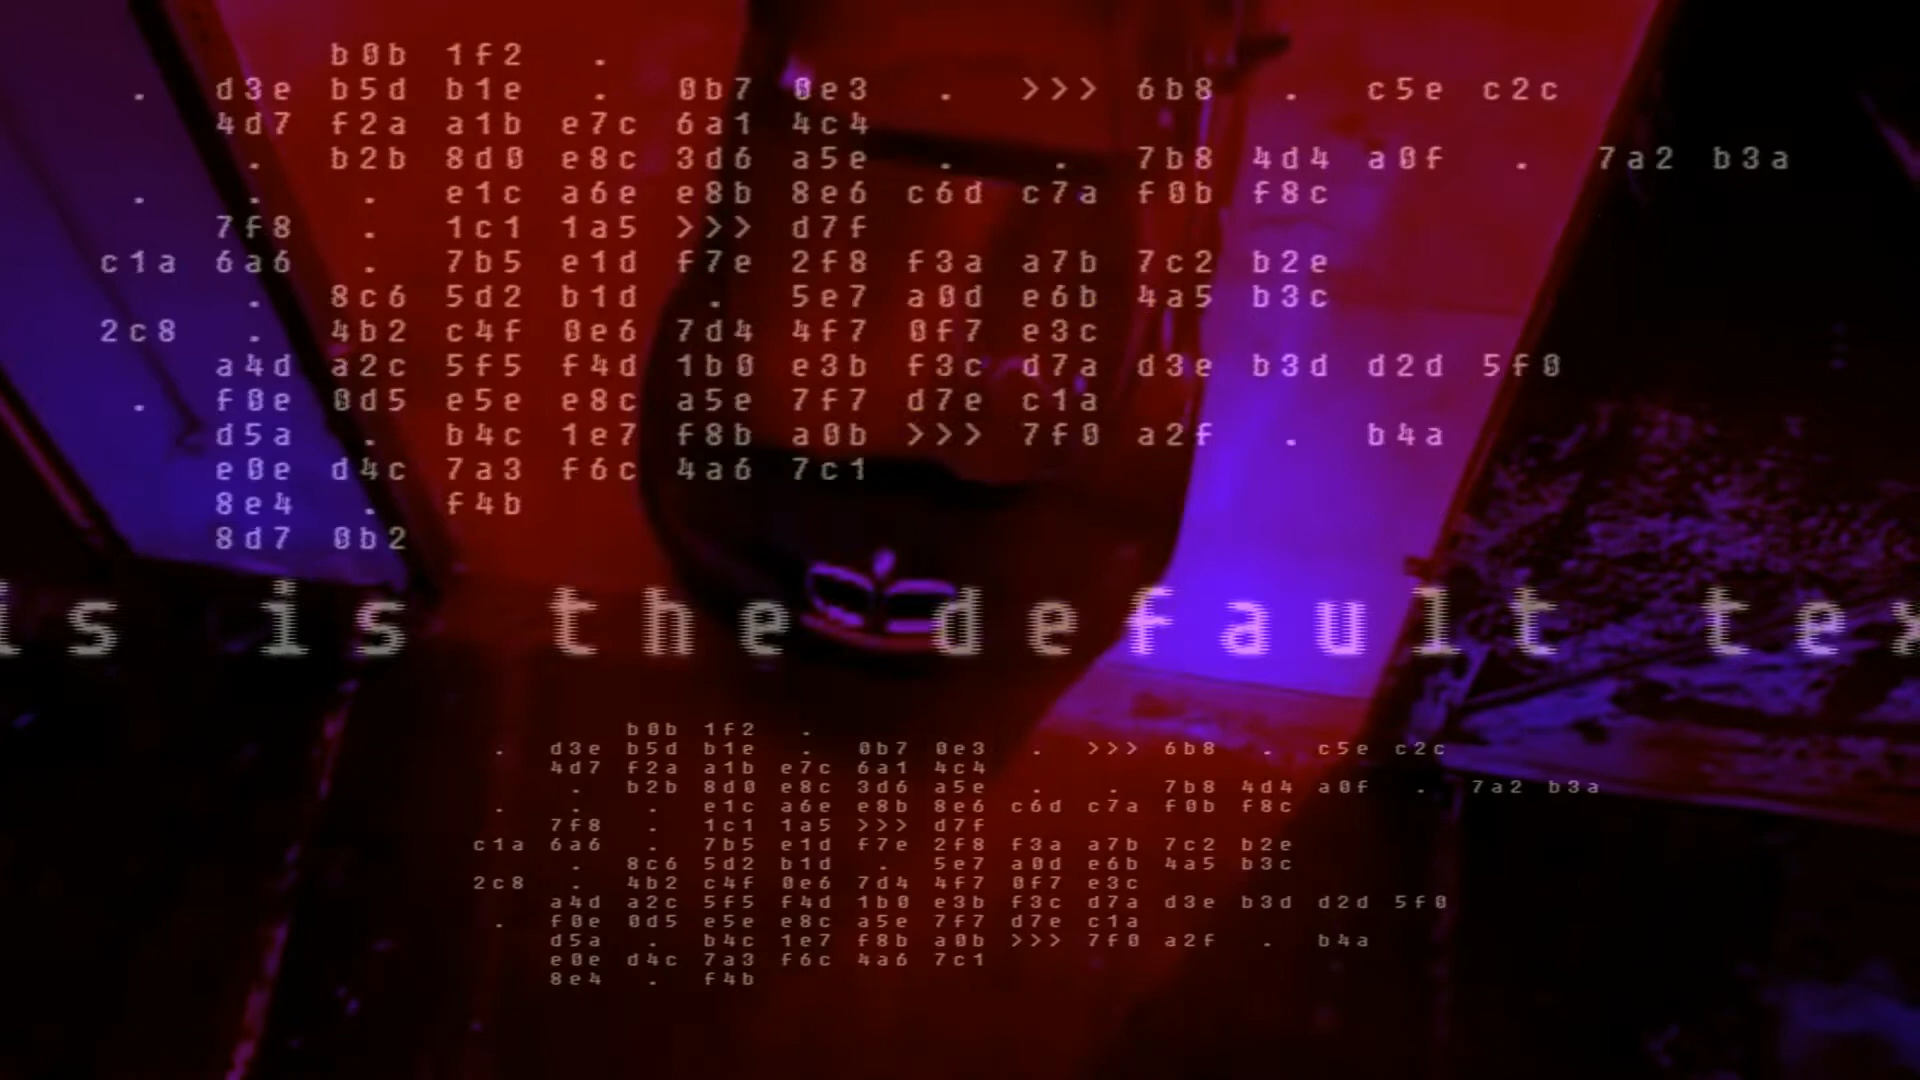 b0b 1f2 .
. d3e b5d b1e . 0b7 0e3 . >>> 6b8 . c5e c2c
4d7 f2a a1b e7c 6a1 4c4
. b2b 8d0 e8c 3d6 a5e . . 7b8 4d4 a0f . 7a2 b3a
. . . e1c a6e e8b 8e6 c6d c7a f0b f8c
7f8 . 1c1 1a5 >>> d7f
c1a 6a6 . 7b5 e1d f7e 2f8 f3a a7b 7c2 b2e
. 8c6 5d2 b1d . 5e7 a0d e6b 4a5 b3c
2c8 . 4b2 c4f 0e6 7d4 4f7 0f7 e3c
a4d a2c 5f5 f4d 1b0 e3b f3c d7a d3e b3d d2d 5f0
. f0e 0d5 e5e e8c a5e 7f7 d7e c1a
d5a . b4c 1e7 f8b a0b >>> 7f0 a2f . b4a
e0e d4c 7a3 f6c 4a6 7c1
8e4 . f4b
8d7 0b2
is is the default tex
b0b 1f2 .
. d3e b5d b1e . 0b7 0e3 . >>> 6b8 . c5e c2c
4d7 f2a a1b e7c 6a1 4c4
. b2b 8d0 e8c 3d6 a5e . . 7b8 4d4 a0f . 7a2 b3a
. . . e1c a6e e8b 8e6 c6d c7a f0b f8c
7f8 . 1c1 1a5 >>> d7f
c1a 6a6 . 7b5 e1d f7e 2f8 f3a a7b 7c2 b2e
. 8c6 5d2 b1d . 5e7 a0d e6b 4a5 b3c
2c8 . 4b2 c4f 0e6 7d4 4f7 0f7 e3c
a4d a2c 5f5 f4d 1b0 e3b f3c d7a d3e b3d d2d 5f0
. f0e 0d5 e5e e8c a5e 7f7 d7e c1a
d5a . b4c 1e7 f8b a0b >>> 7f0 a2f . b4a
e0e d4c 7a3 f6c 4a6 7c1
8e4 . f4b